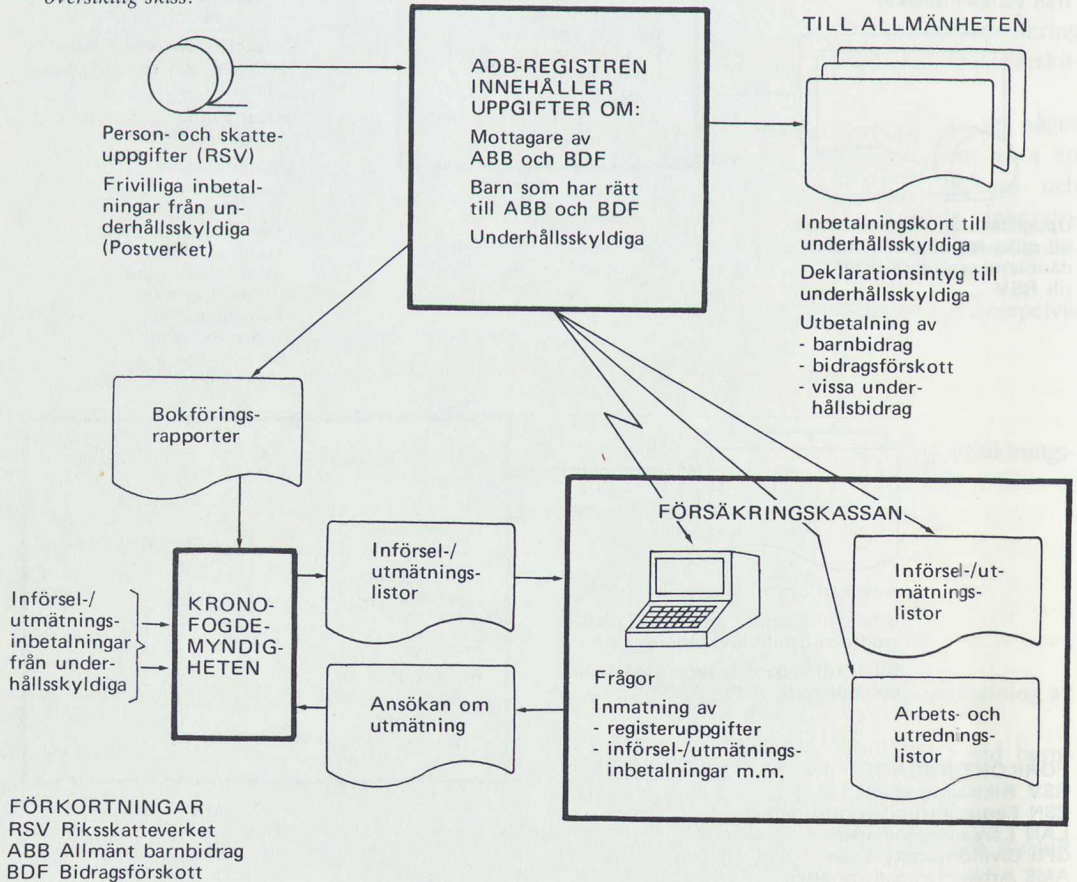 översiktlig skiss:
Person- och skatte-
uppgifter (RSV)
Frivilliga inbetal-
ningar från un-
derhållsskyldiga
(Postverket)
ADB-REGISTREN
INNEHÅLLER
UPPGIFTER OM:
Mottagare av
ABB och BDF
Barn som har rätt
till ABB och BDF
Underhållsskyldiga
TILL ALLMÄNHETEN
Inbetalningskort till
underhållsskyldiga
Deklarationsintyg till
underhållsskyldiga
Utbetalning av
- barnbidrag
- bidragsförskott
- vissa under-
hållsbidrag
Bokförings-
rapporter
Införsel-/
utmätnings-
inbetalningar
från under-
hållsskyldiga
KRONO-
FOGDE-
MYNDIG-
HETEN
Införsel-/
utmätnings-
listor
Ansökan om
utmätning
FÖRSÄKRINGSKASSAN
Frågor
Inmatning av
- registeruppgifter
- införsel-/utmätnings-
inbetalningar m.m.
Införsel-/ut-
mätnings-
listor
Arbets- och
utrednings-
listor
FÖRKORTNINGAR
RSV Riksskatteverket
ABB Allmänt barnbidrag
BDF Bidragsförskott